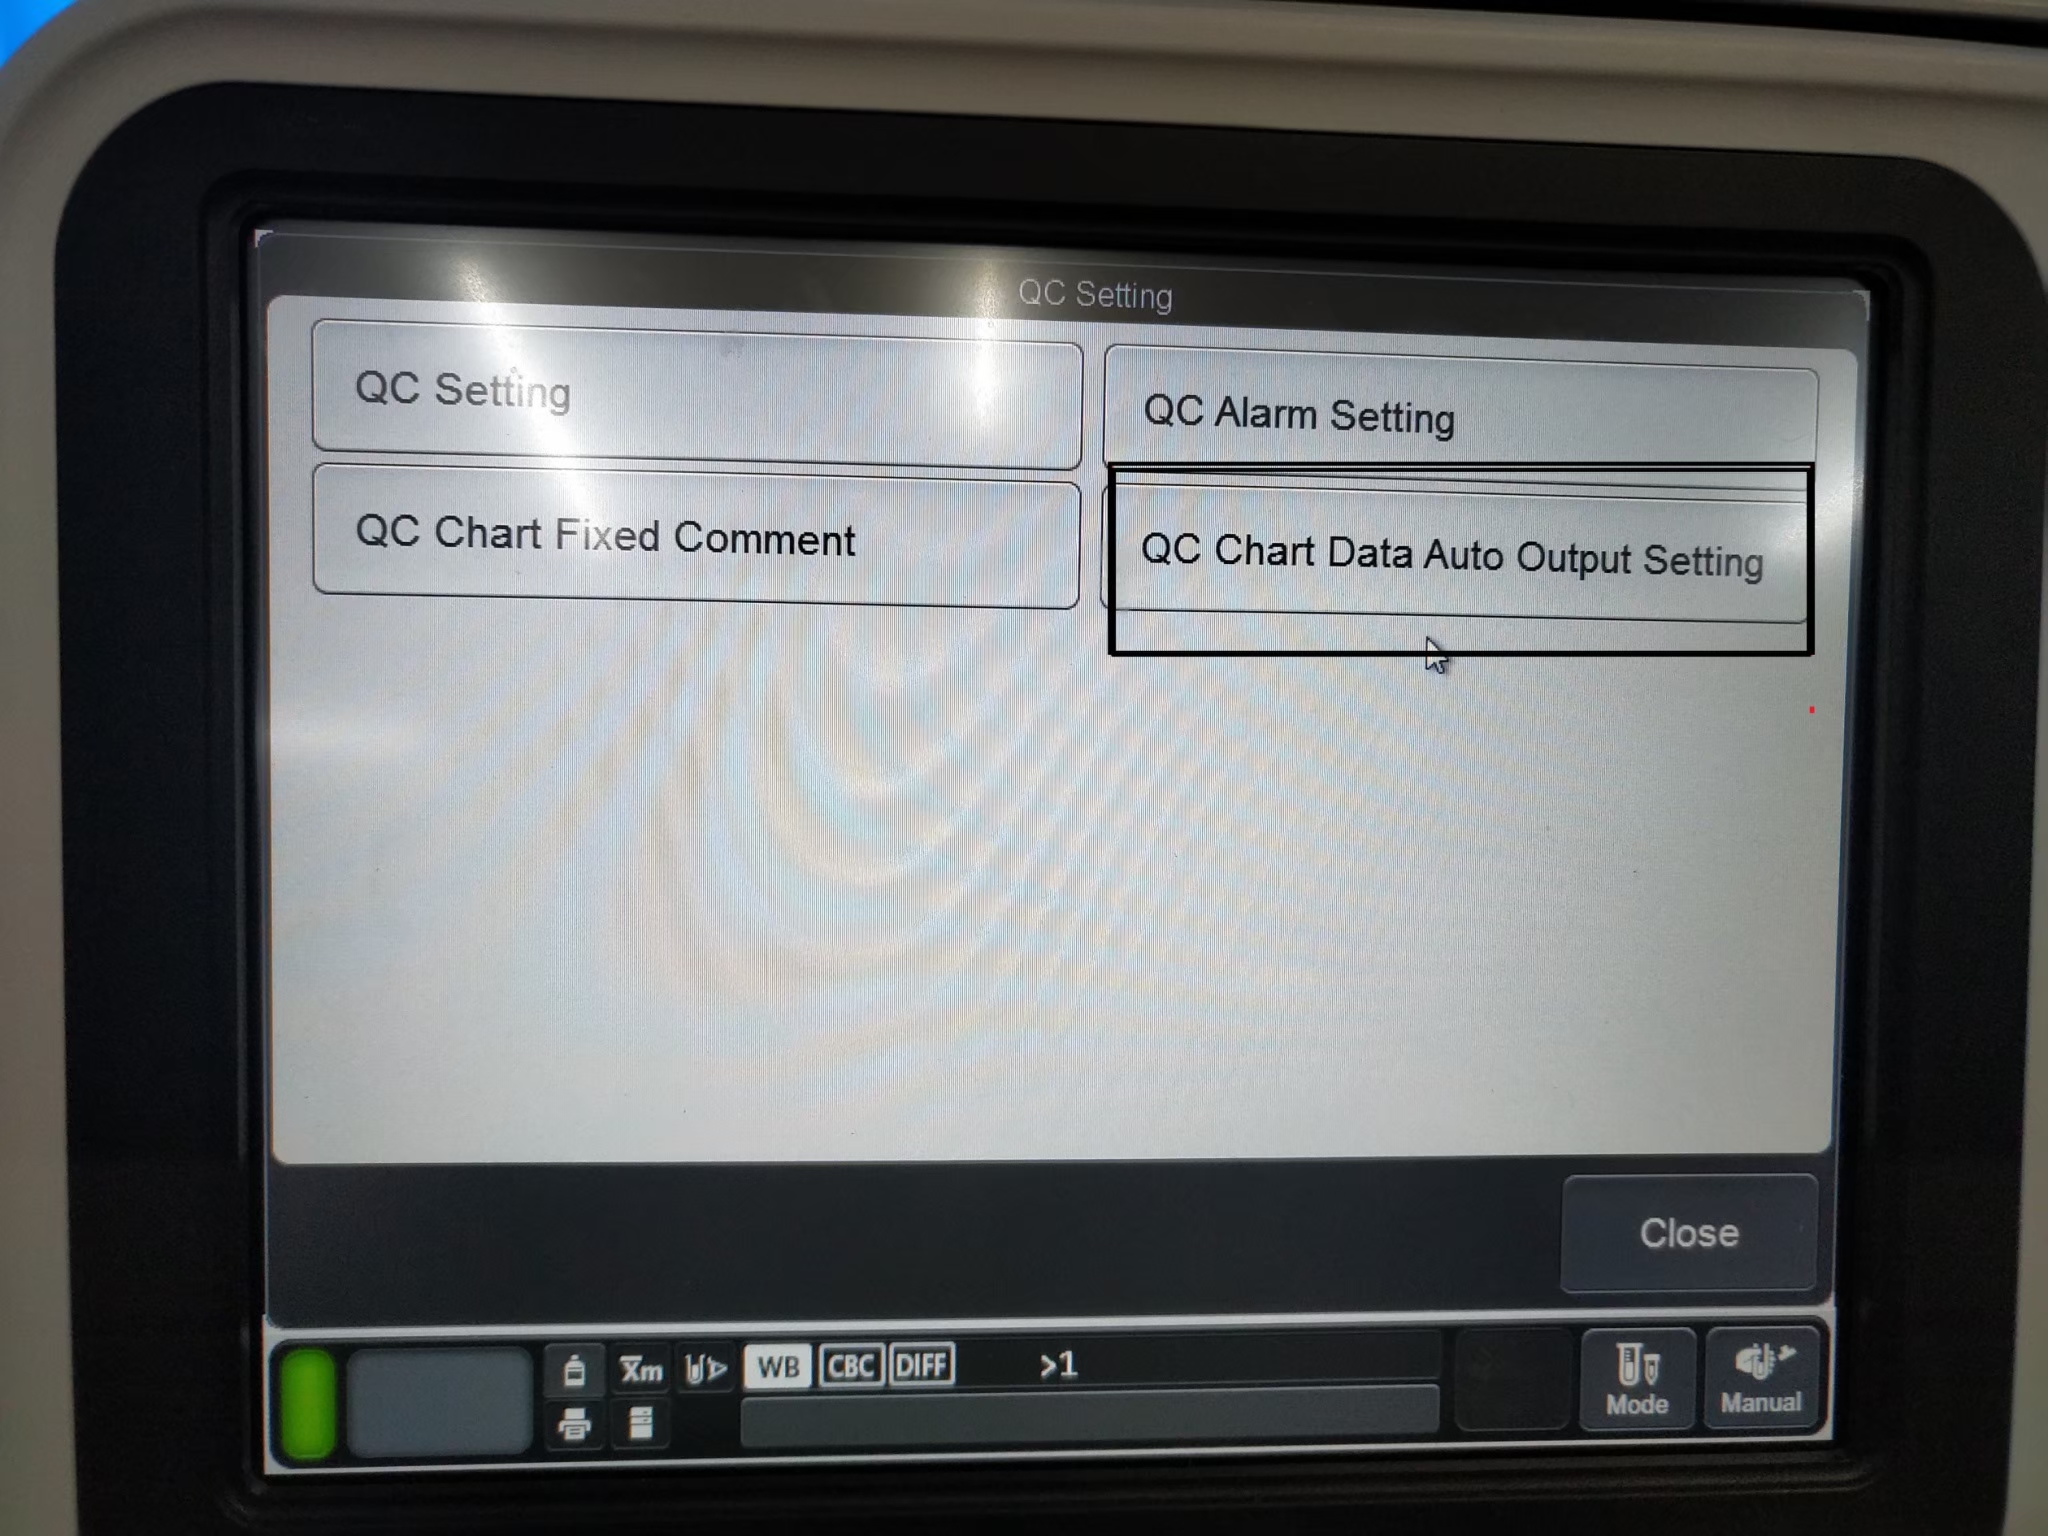 QC Setting
QC Setting
QC Alarm Setting
QC Chart Fixed Comment
QC Chart Data Auto Output Setting
Close
Xm
WB CBC DIFF >1
Mode
Manual